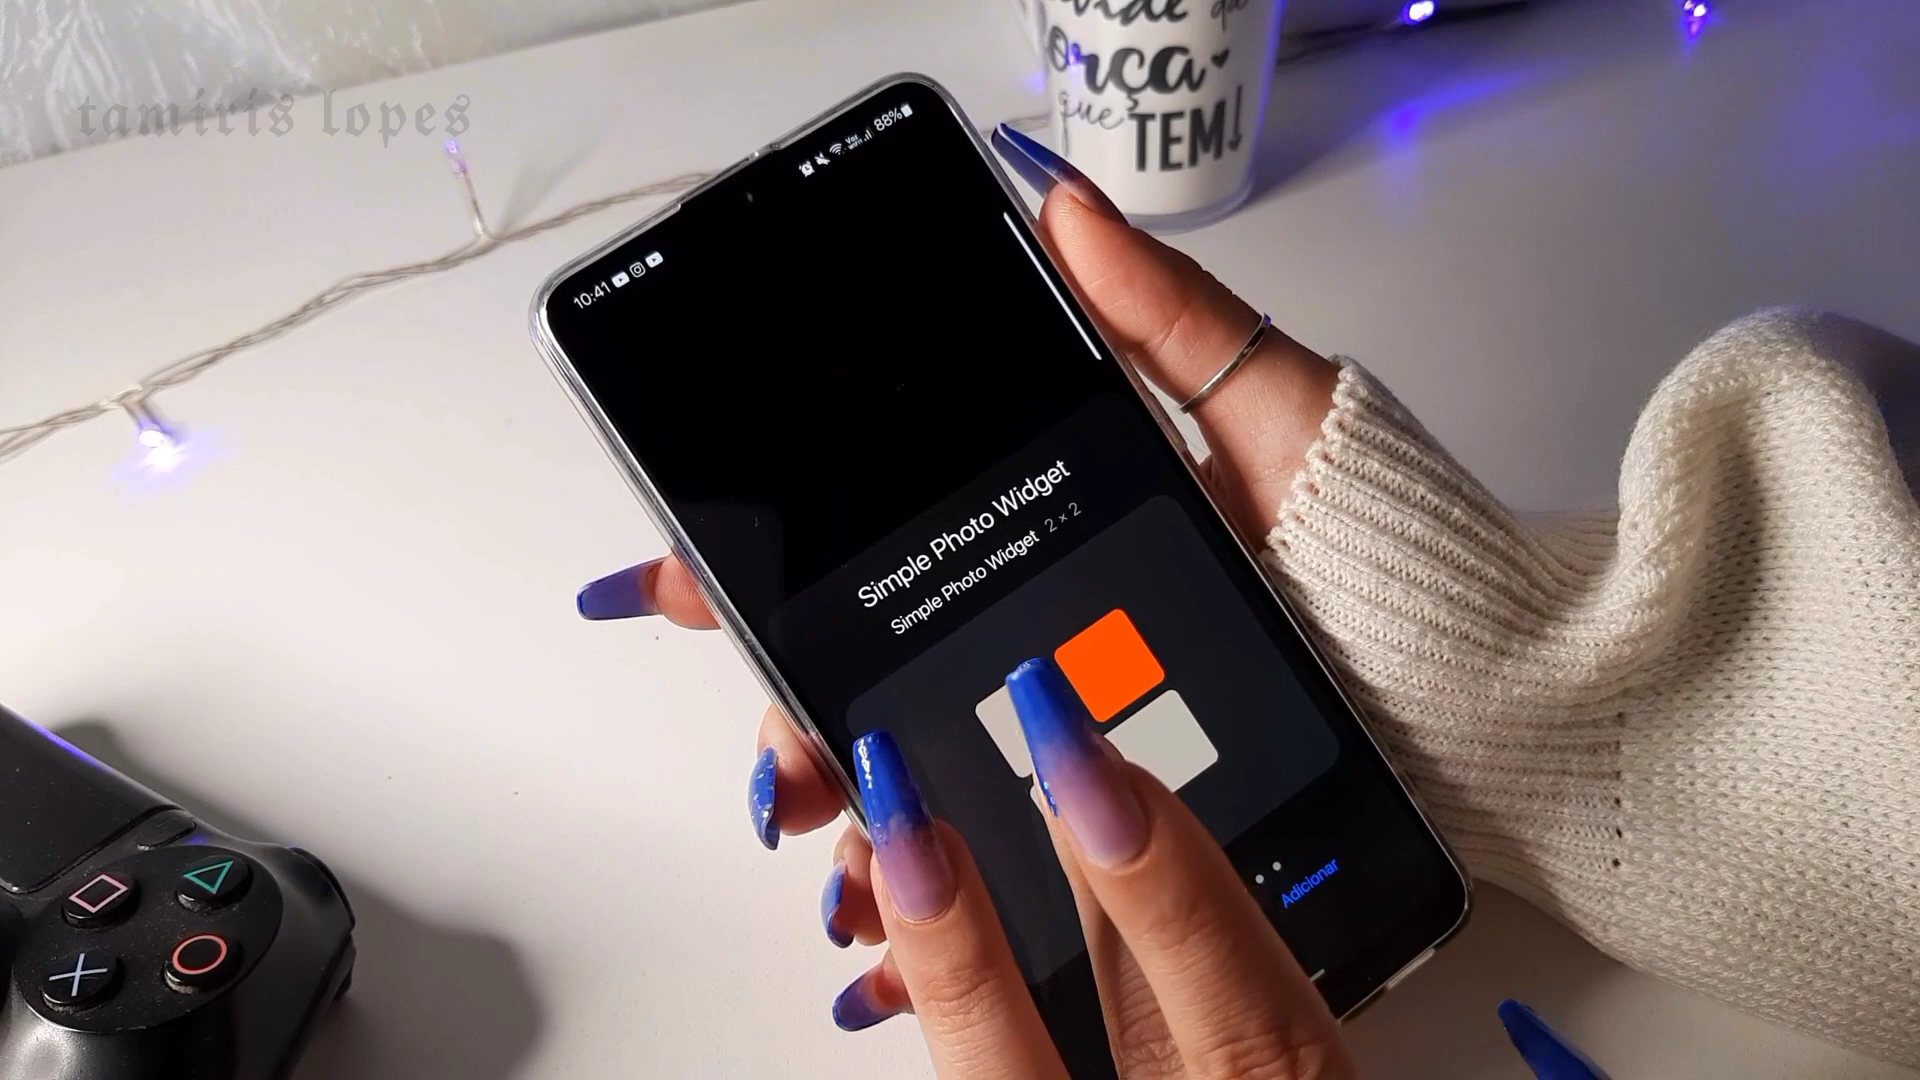 tamiris lopes
orça
que TEM↓
88%
10:41
Simple Photo Widget
Simple Photo Widget 2 × 2
Adicionar